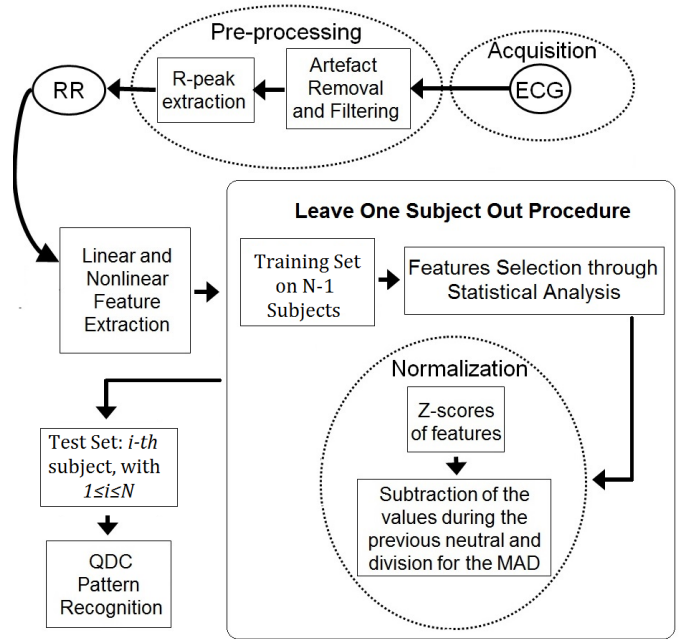 Pre-processing
Acquisition
RR
R-peak
extraction
Artefact
Removal
and Filtering
ECG
Leave One Subject Out Procedure
Linear and
Nonlinear
Feature
Extraction
Training Set
on N-1
Subjects
Features Selection through
Statistical Analysis
Normalization
Z-scores
of features
Subtraction of the
values during the
previous neutral and
division for the MAD
Test Set: i-th
subject, with
1≤i≤N
QDC
Pattern
Recognition